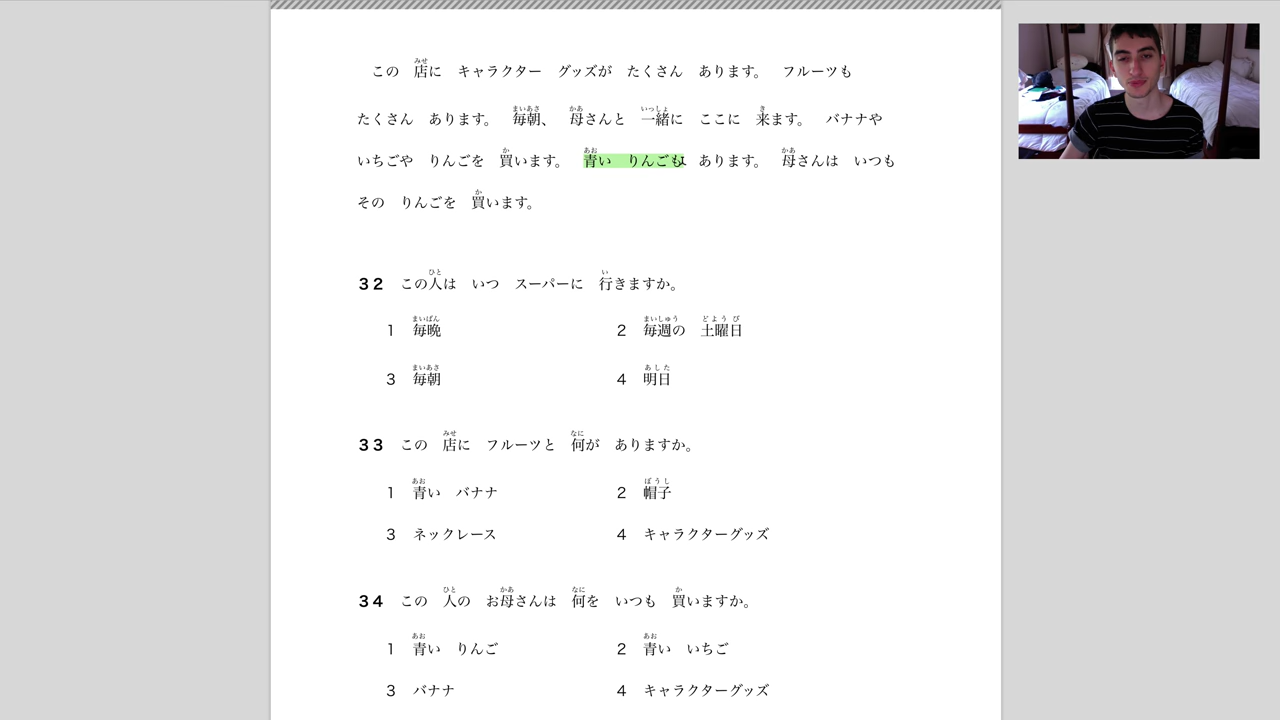 この 店に キャラクター グッズが たくさん あります。 フルーツも
たくさん あります。 毎朝、 母さんと 一緒に ここに 来ます。 バナナや
いちごや りんごを 買います。 青い りんごも あります。 母さんは いつも
その りんごを 買います。
32 この人は いつ スーパーに 行きますか。
1 毎晩 2 毎週の 土曜日
3 毎朝 4 明日
33 この 店に フルーツと 何が ありますか。
1 青い バナナ 2 帽子
3 ネックレース 4 キャラクターグッズ
34 この 人の お母さんは 何を いつも 買いますか。
1 青い りんご 2 青い いちご
3 バナナ 4 キャラクターグッズ